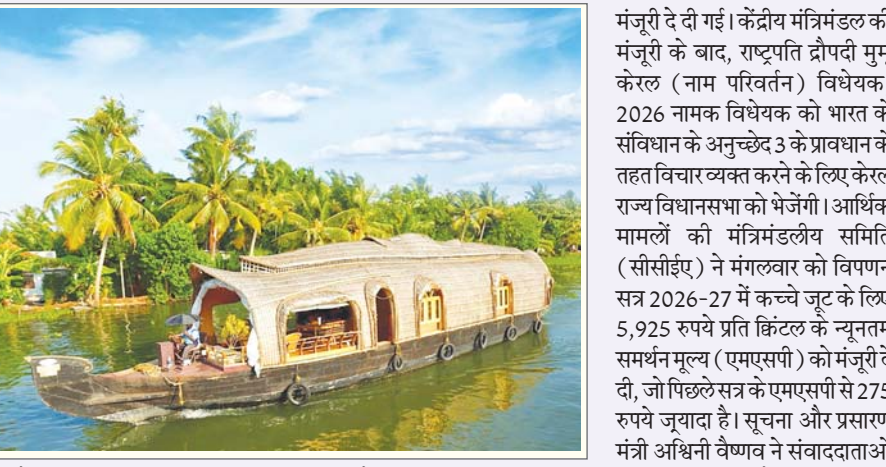 मंजूरी दे दी गई। केंद्रीय मंत्रिमंडल की
मंजूरी के बाद, राष्ट्रपति द्रौपदी मुर्मू
केरल (नाम परिवर्तन) विधेयक,
2026 नामक विधेयक को भारत के
संविधान के अनुच्छेद 3 के प्रावधान के
तहत विचार व्यक्त करने के लिए केरल
राज्य विधानसभा को भेजेंगी। आर्थिक
मामलों की मंत्रिमंडलीय समिति
(सीसीईए) ने मंगलवार को विपणन
सत्र 2026-27 में कच्चे जूट के लिए
5,925 रुपये प्रति क्विंटल के न्यूनतम
समर्थन मूल्य (एमएसपी) को मंजूरी दे
दी, जो पिछले सत्र के एमएसपी से 275
रुपये ज्यादा है। सूचना और प्रसारण
मंत्री अश्विनी वैष्णव ने संवाददाताओं